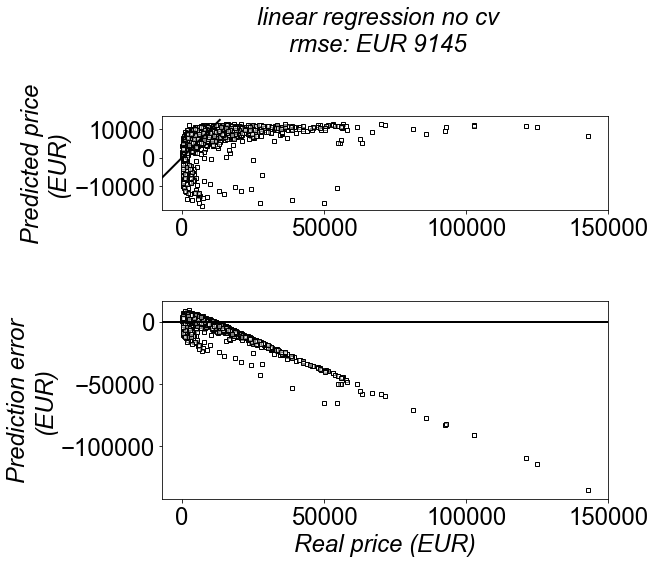 linear regression no cv
rmse: EUR 9145
Predicted price
(EUR)
10000
0
−10000
0
50000
100000
150000
Prediction error
(EUR)
0
−50000
−100000
0
50000
100000
150000
Real price (EUR)